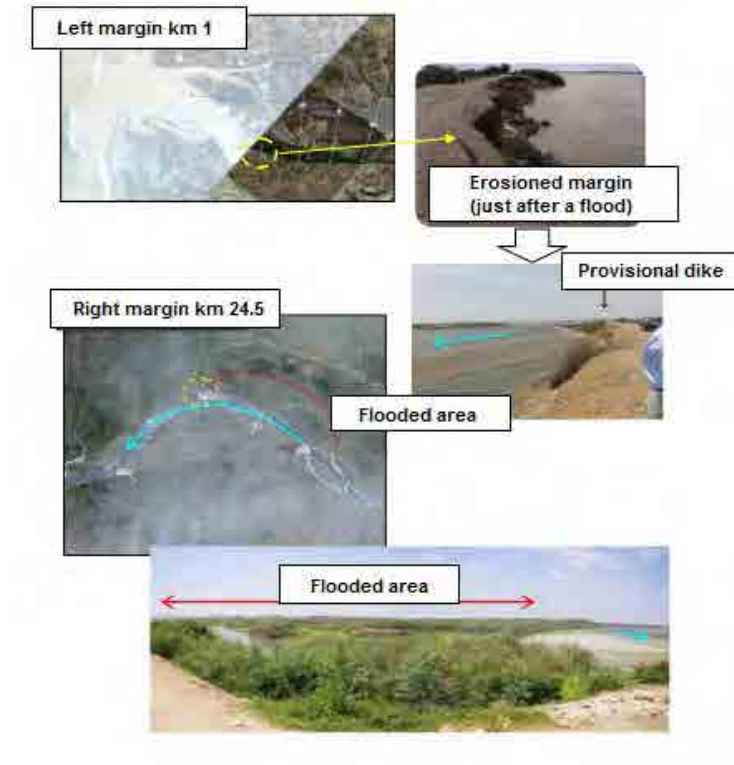 Left margin km 1
Erosioned margin
(just after a flood)
Provisional dike
Right margin km 24.5
Flooded area
Flooded area